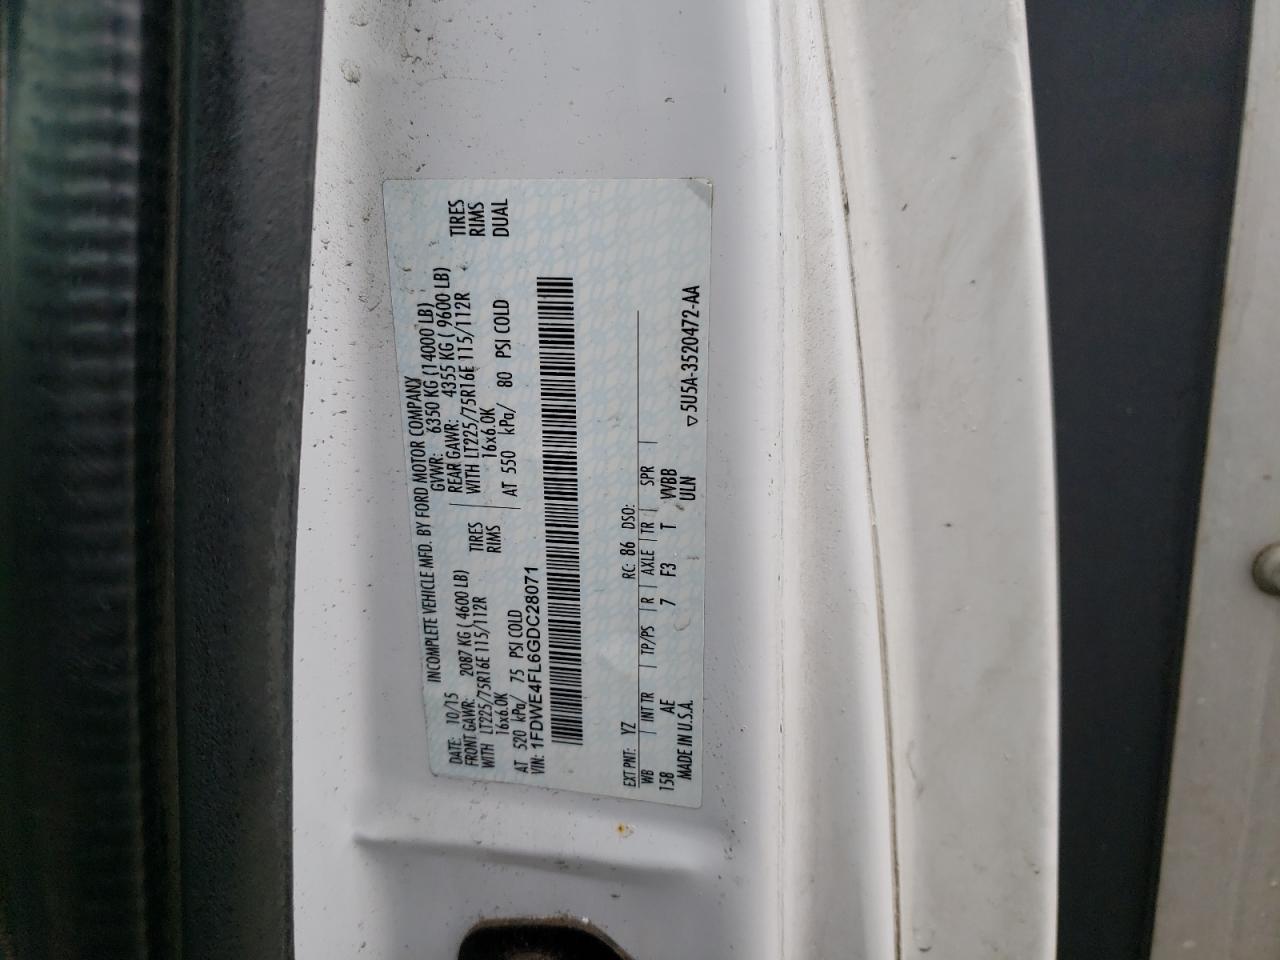 INCOMPLETE VEHICLE MFD. BY FORD MOTOR COMPANY
DATE: 10/15 GVWR: 6350 KG (14000 LB)
FRONT GAWR: 2087 KG ( 4600 LB) REAR GAWR: 4355 KG ( 9600 LB)
WITH LT225/75R16E 115/112R TIRES WITH LT225/75R16E 115/112R TIRES
16x6.0K RIMS 16x6.0K RIMS
AT 520 kPa/ 75 PSI COLD AT 550 kPa/ 80 PSI COLD DUAL
VIN: 1FDWE4FL6GDC28071
EXT PNT: YZ RC: 86 DSO:
WB INT TR TP/PS R AXLE TR SPR
158 AE 7 F3 T VVBB
MADE IN U.S.A. ULN
▽5U5A-3520472-AA